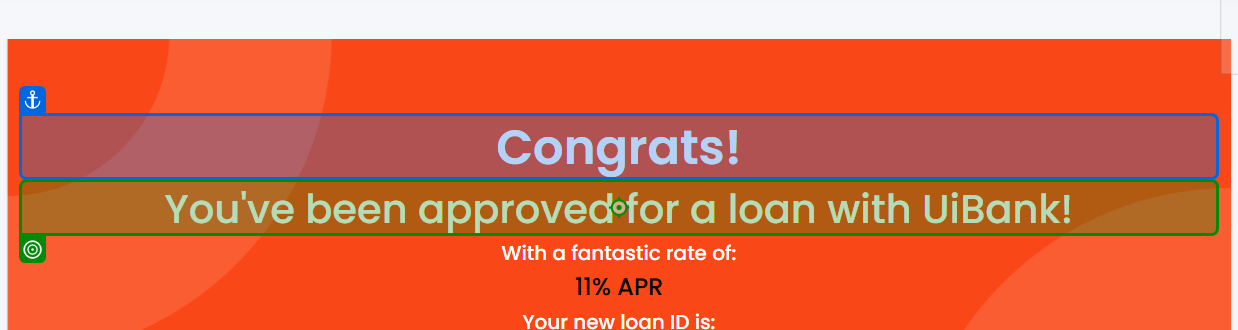 Congrats!
You've been approved for a loan with UiBank!
With a fantastic rate of:
11% APR
Your new loan ID is: